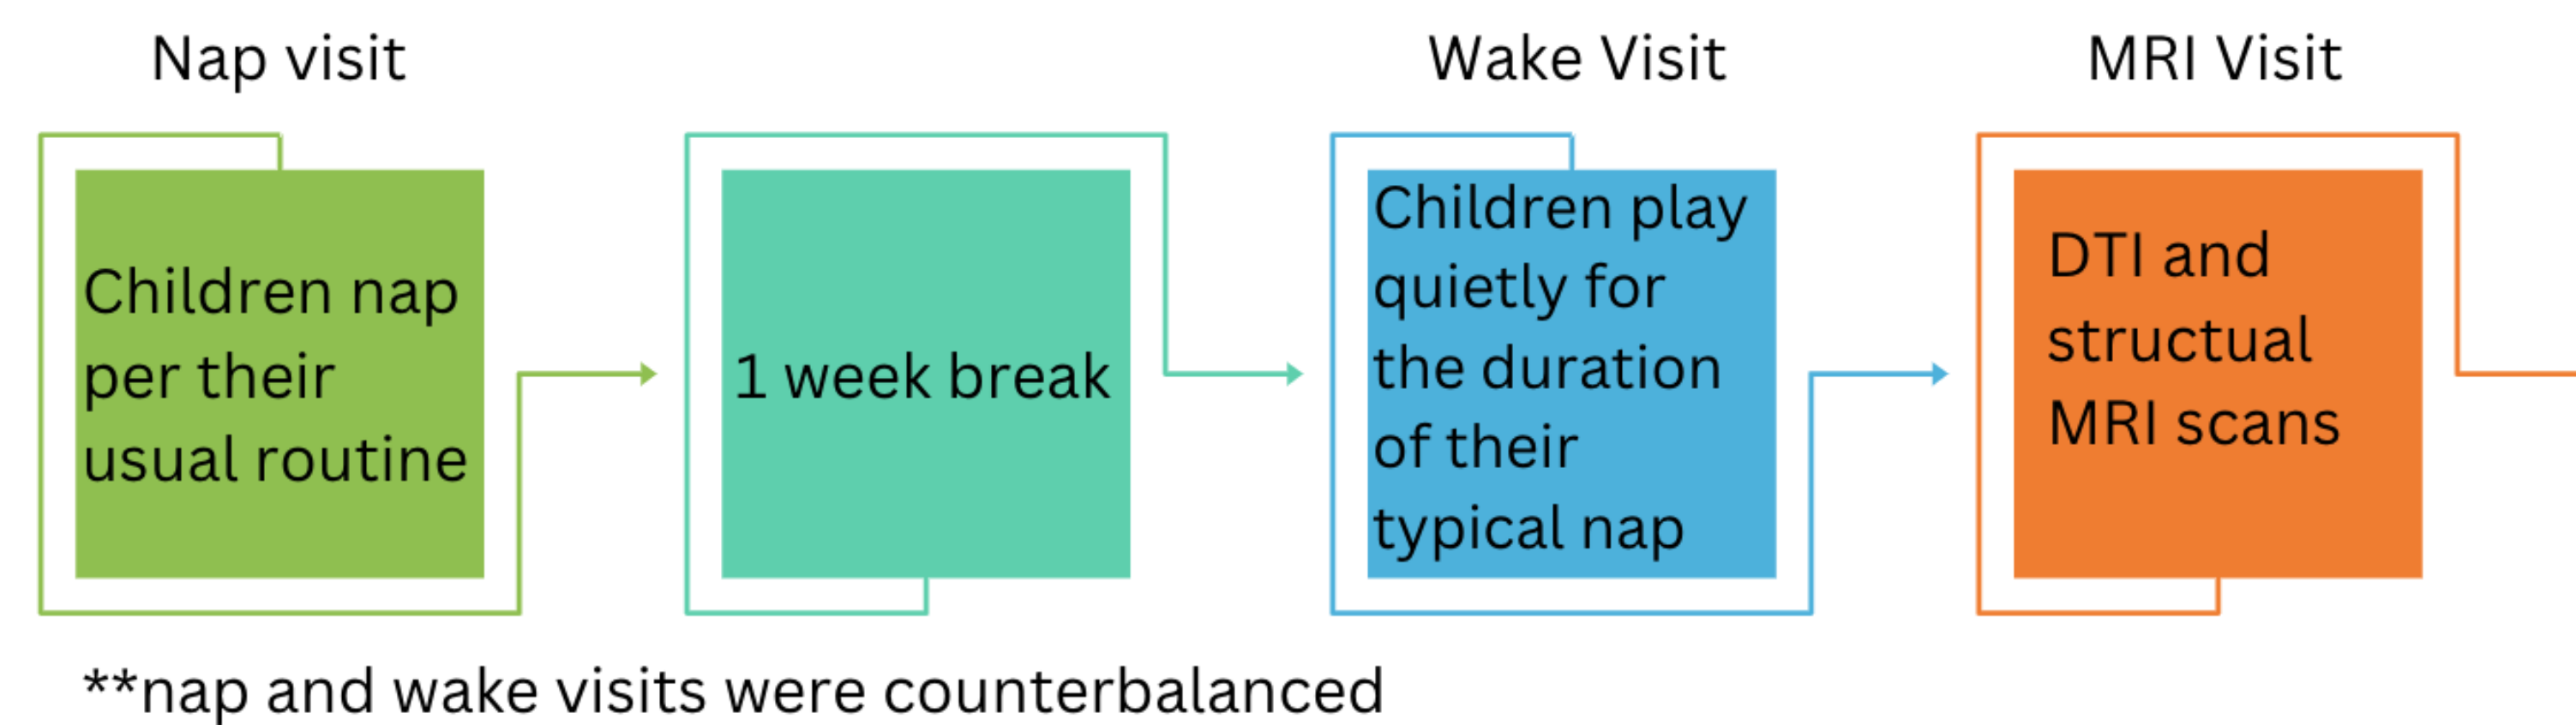 Nap visit
Children nap
per their
usual routine
1 week break
Wake Visit
Children play
quietly for
the duration
of their
typical nap
MRI Visit
DTI and
structual
MRI scans
**nap and wake visits were counterbalanced